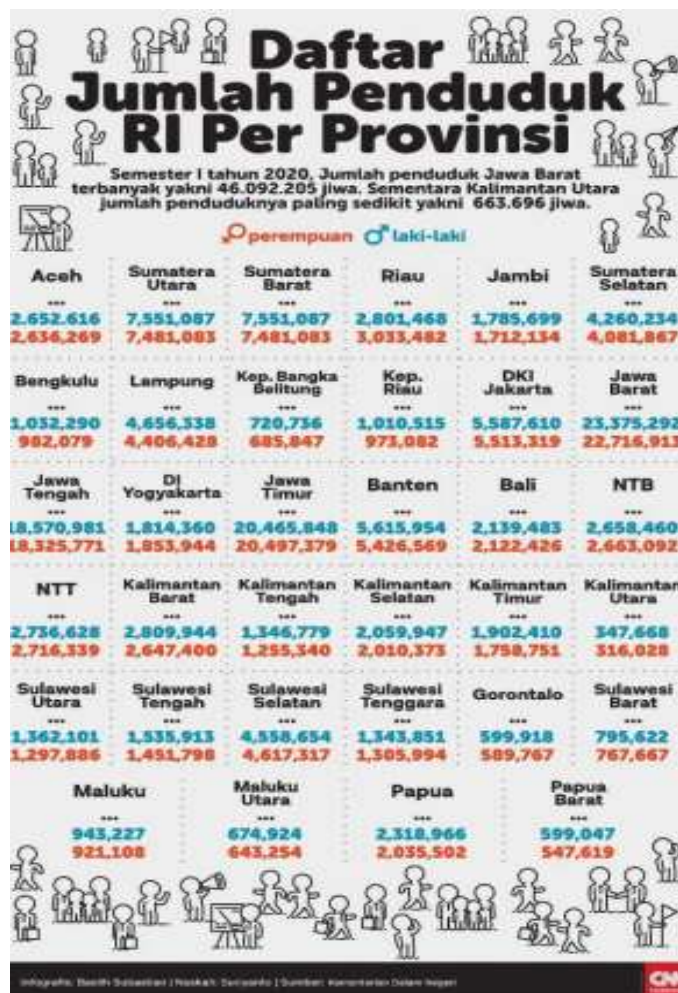 Daftar
Jumlah Penduduk
RI Per Provinsi
Semester I tahun 2020, Jumlah penduduk Jawa Barat
terbanyak yakni 46.092.205 jiwa. Sementara Kalimantan Utara
jumlah penduduknya paling sedikit yakni 663.696 jiwa.
perempuan laki-laki
Aceh
2.652.616
2,636,269
Sumatera
Utara
7,551,087
7,481,083
Sumatera
Barat
7,551,087
7,481,083
Riau
2,801,468
3,033,482
Jambi
1,785,699
1,712,134
Sumatera
Selatan
4,260,234
4,081,867
Bengkulu
1,032,290
982,079
Lampung
4,656,338
4,406,428
Kep. Bangka
Belitung
720,736
685,847
Kep.
Riau
1,010,515
973,082
DKI
Jakarta
5,587,610
5,513,319
Jawa
Barat
23,375,292
22,716,913
Jawa
Tengah
18,570,981
18,325,771
DI
Yogyakarta
1,814,360
1,853,944
Jawa
Timur
20,465,848
20,497,379
Banten
5,615,954
5,426,569
Bali
2,139,483
2,122,426
NTB
2,658,460
2,663,092
NTT
2,736,628
2,716,339
Kalimantan
Barat
2,809,944
2,647,400
Kalimantan
Tengah
1,346,779
1,255,340
Kalimantan
Selatan
2,059,947
2,010,373
Kalimantan
Timur
1,902,410
1,758,751
Kalimantan
Utara
347,668
316,028
Sulawesi
Utara
1,362,101
1,297,886
Sulawesi
Tengah
1,535,913
1,451,798
Sulawesi
Selatan
4,558,654
4,617,317
Sulawesi
Tenggara
1,343,851
1,305,994
Gorontalo
599,918
589,767
Sulawesi
Barat
795,622
767,667
Maluku
943,227
921,108
Maluku
Utara
674,924
643,254
Papua
2,318,966
2,035,502
Papua
Barat
599,047
547,619
Infografis: | Naskah: Suryanto | Sumber: Kementerian Dalam Negeri